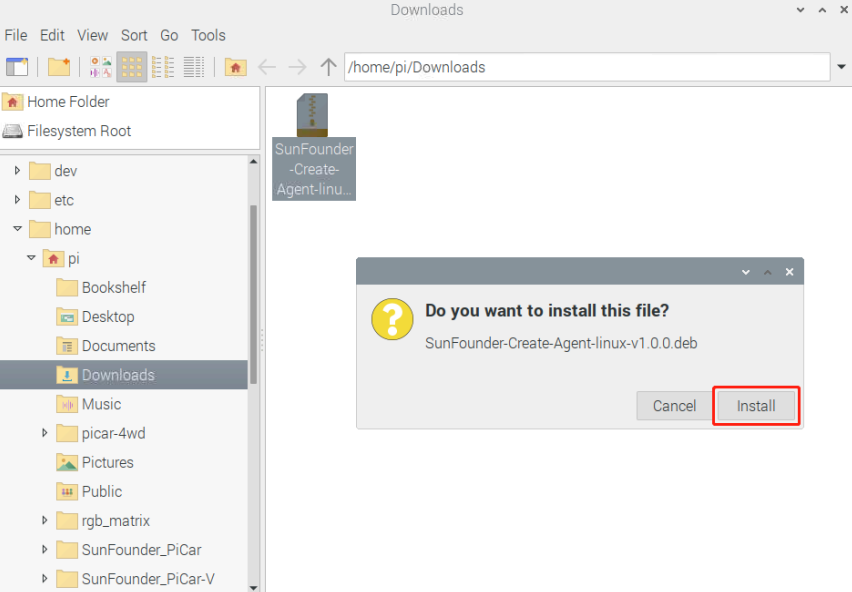 Downloads
File Edit View Sort Go Tools
/home/pi/Downloads
Home Folder
Filesystem Root
dev
etc
home
pi
Bookshelf
Desktop
Documents
Downloads
Music
picar-4wd
Pictures
Public
rgb_matrix
SunFounder_PiCar
SunFounder_PiCar-V
SunFounder
-Create-
Agent-linu...
Do you want to install this file?
SunFounder-Create-Agent-linux-v1.0.0.deb
Cancel Install